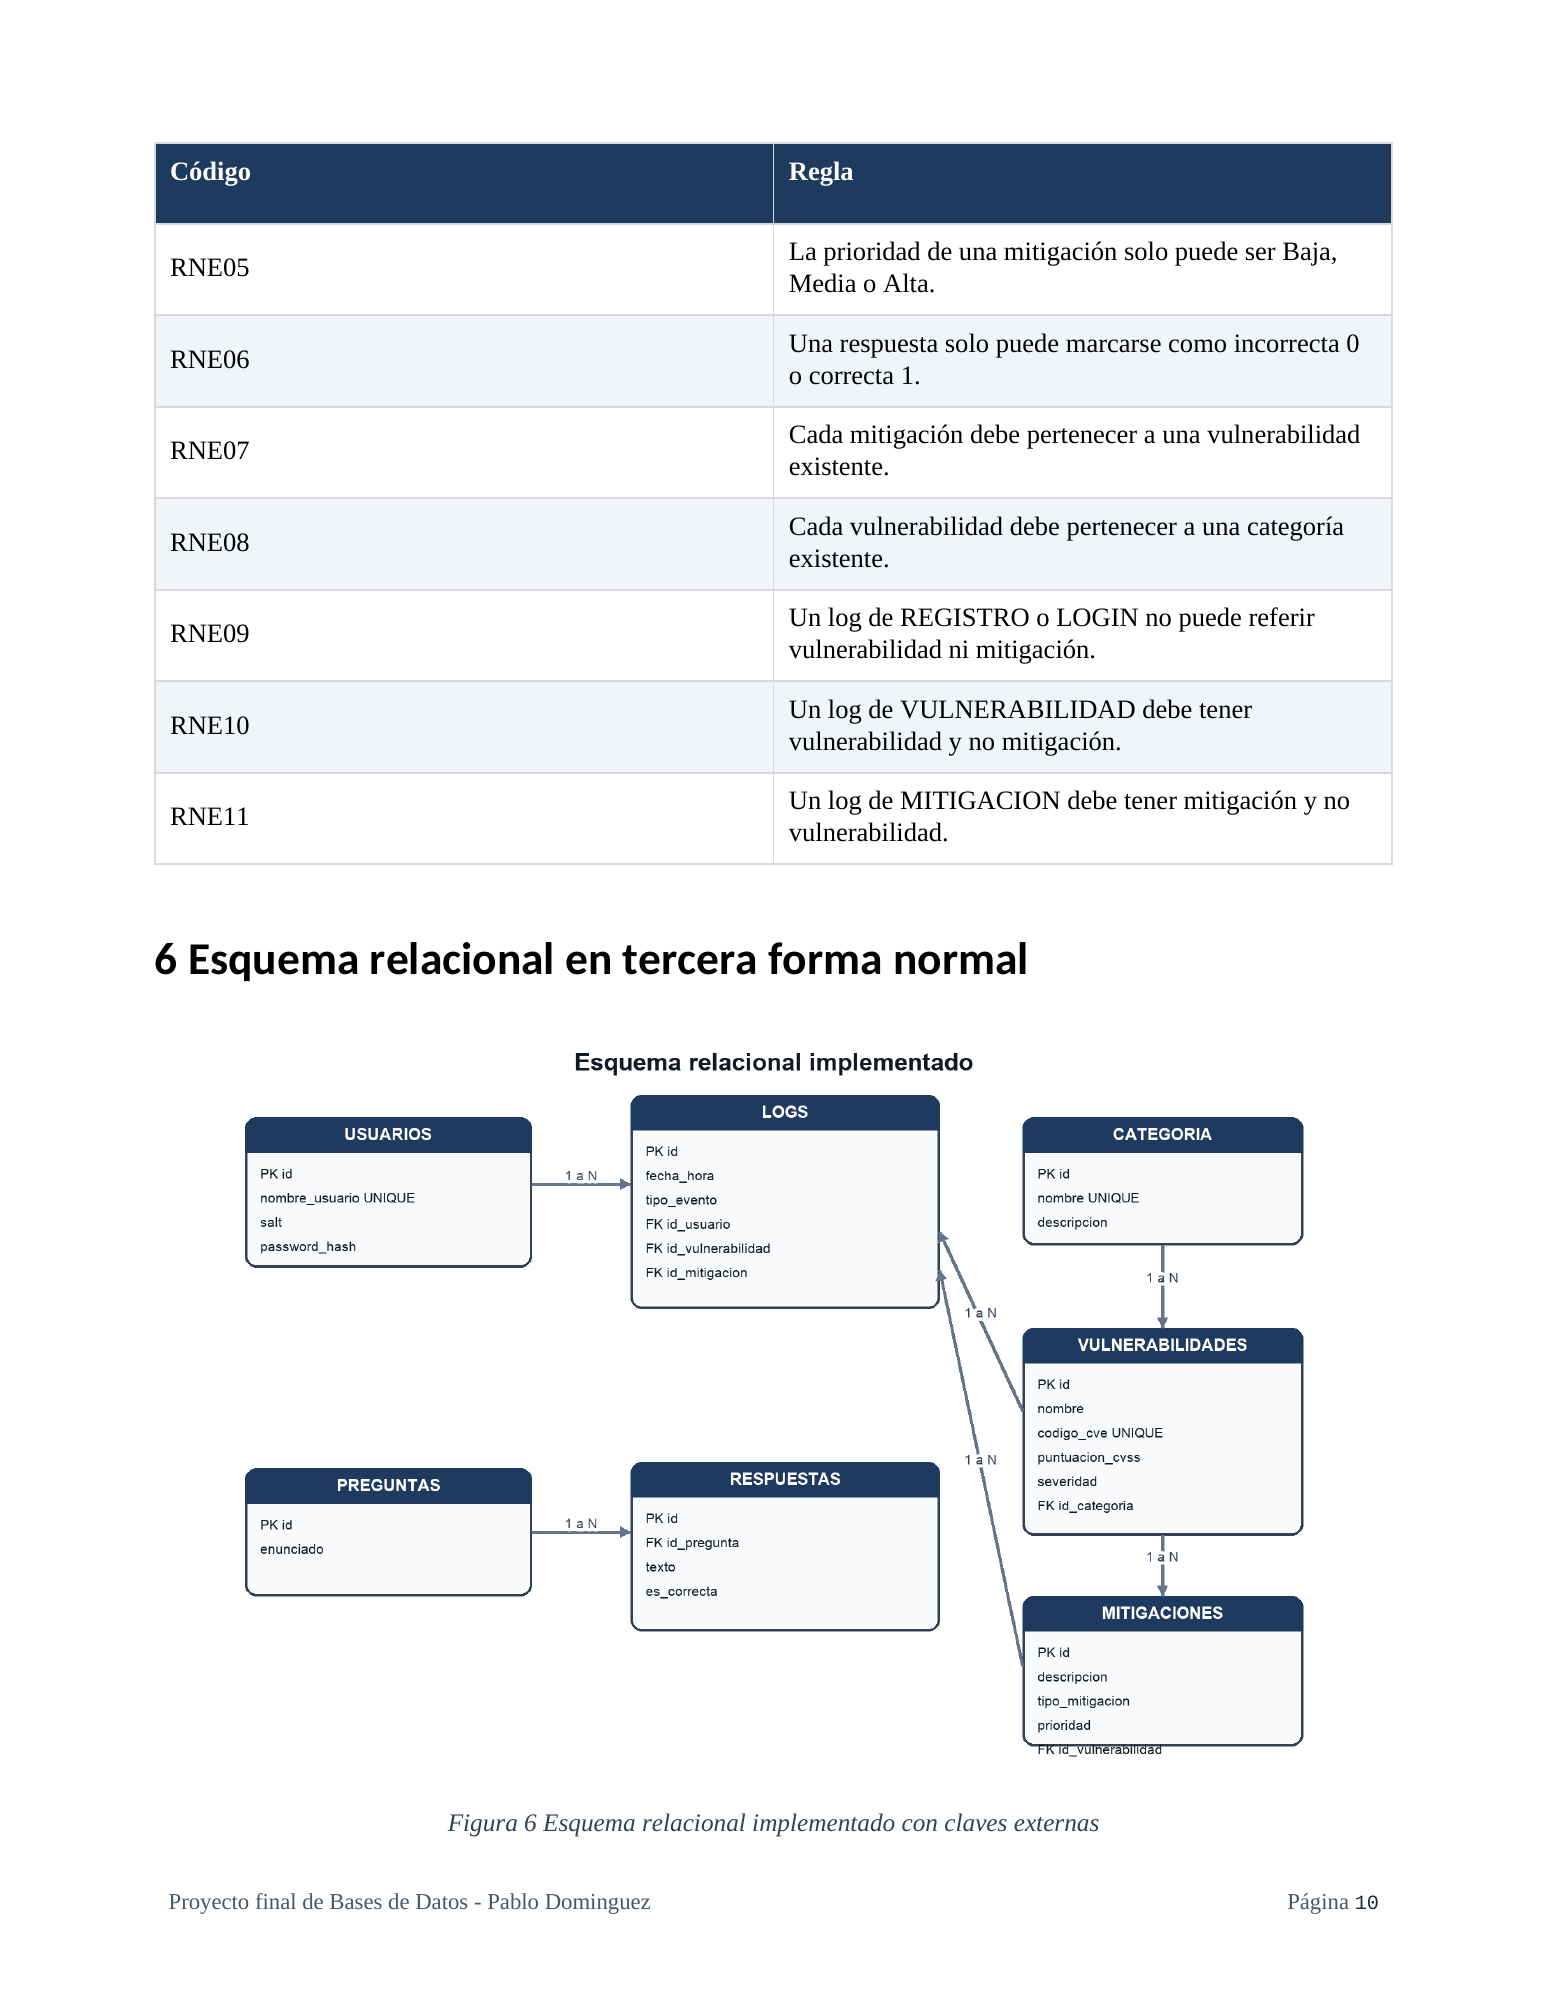 Código
Regla
RNE05
La prioridad de una mitigación solo puede ser Baja,
Media o Alta.
RNE06
Una respuesta solo puede marcarse como incorrecta 0
o correcta 1.
RNE07
Cada mitigación debe pertenecer a una vulnerabilidad
existente.
RNE08
Cada vulnerabilidad debe pertenecer a una categoría
existente.
RNE09
Un log de REGISTRO o LOGIN no puede referir
vulnerabilidad ni mitigación.
RNE10
Un log de VULNERABILIDAD debe tener
vulnerabilidad y no mitigación.
RNE11
Un log de MITIGACION debe tener mitigación y no
vulnerabilidad.
6 Esquema relacional en tercera forma normal
Esquema relacional implementado
USUARIOS
PK id
nombre_usuario UNIQUE
salt
password_hash
1 a N
LOGS
PK id
fecha_hora
tipo_evento
FK id_usuario
FK id_vulnerabilidad
FK id_mitigacion
CATEGORIA
PK id
nombre UNIQUE
descripcion
1 a N
1 a N
VULNERABILIDADES
PK id
nombre
codigo_cve UNIQUE
puntuacion_cvss
severidad
FK id_categoria
1 a N
PREGUNTAS
PK id
enunciado
1 a N
RESPUESTAS
PK id
FK id_pregunta
texto
es_correcta
1 a N
MITIGACIONES
PK id
descripcion
tipo_mitigacion
prioridad
FK id_vulnerabilidad
Figura 6 Esquema relacional implementado con claves externas
Proyecto final de Bases de Datos - Pablo Dominguez
Página 10